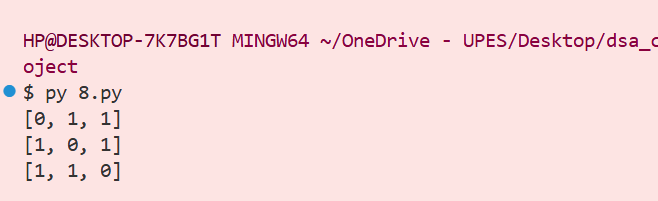 HP@DESKTOP-7K7BG1T MINGW64 ~/OneDrive - UPES/Desktop/dsa_c
oject
$ py 8.py
[0, 1, 1]
[1, 0, 1]
[1, 1, 0]